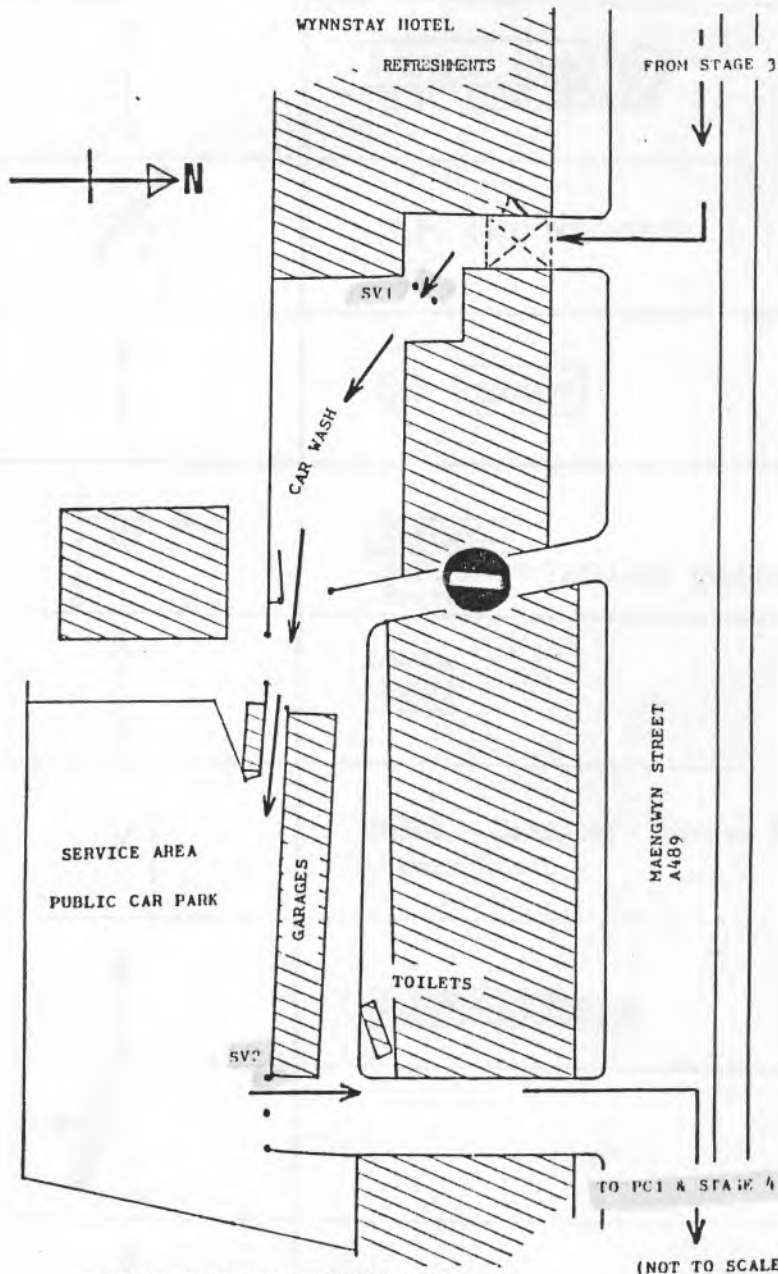 WYNNSTAY HOTEL
REFRESHMENTS
FROM STAGE 3
N
SV1
CAR WASH
MAENGWYN STREET
A489
SERVICE AREA
PUBLIC CAR PARK
GARAGES
TOILETS
SV2
TO PC1 & STAGE 4
(NOT TO SCALE